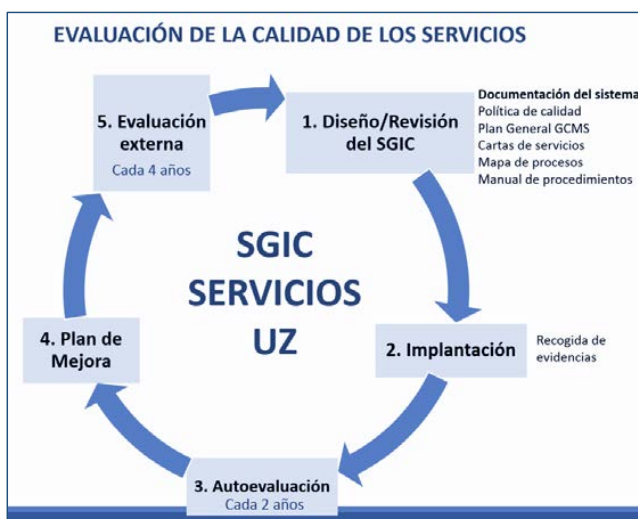 EVALUACIÓN DE LA CALIDAD DE LOS SERVICIOS
5. Evaluación
externa
Cada 4 años
1. Diseño/Revisión
del SGIC
Documentación del sistema
Política de calidad
Plan General GCMS
Cartas de servicios
Mapa de procesos
Manual de procedimientos
SGIC
SERVICIOS
UZ
4. Plan de
Mejora
2. Implantación
Recogida de
evidencias
3. Autoevaluación
Cada 2 años